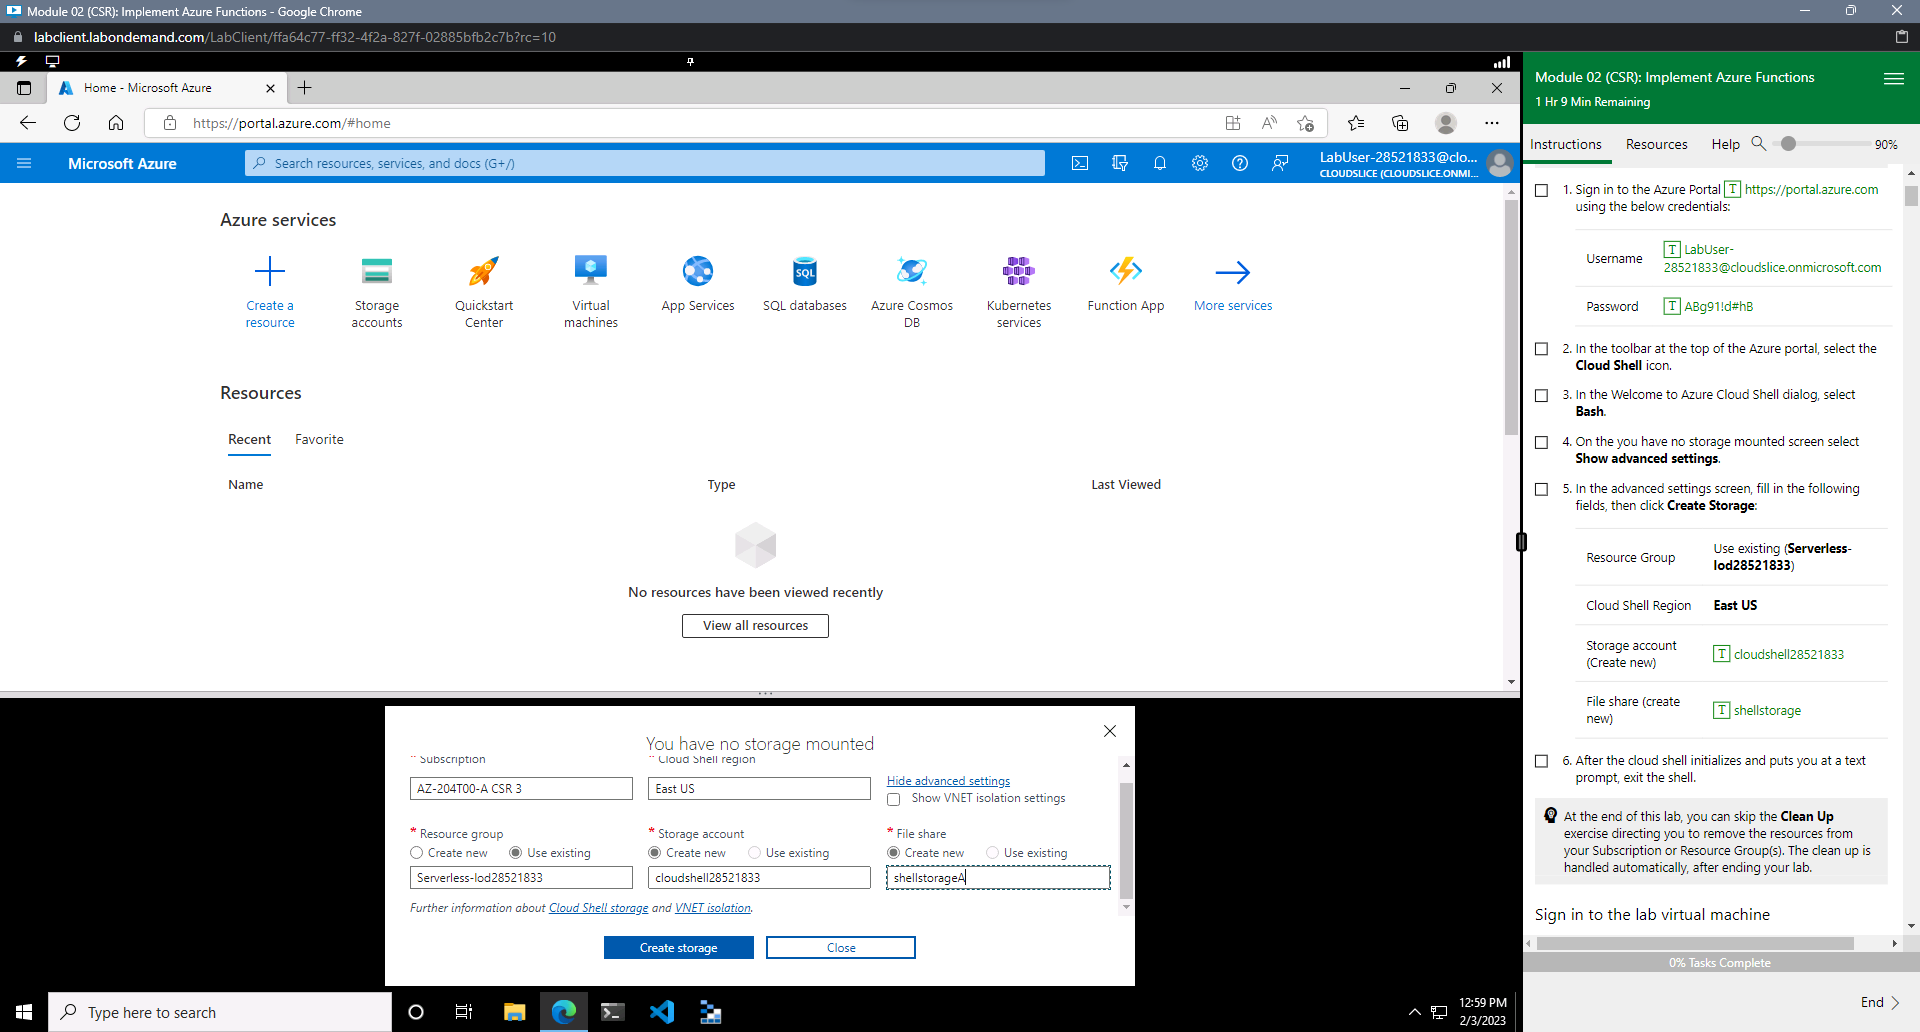 Module 02 (CSR): Implement Azure Functions - Google Chrome
labclient.labondemand.com/LabClient/ffa64c77-ff32-4f2a-827f-02885bfb2c7b?rc=10
Home - Microsoft Azure
https://portal.azure.com/#home
Microsoft Azure
Search resources, services, and docs (G+/)
LabUser-28521833@clo...
CLOUDSLICE (CLOUDSLICE.ONMI...
Azure services
Create a
resource
Storage
accounts
Quickstart
Center
Virtual
machines
App Services
SQL
SQL databases
Azure Cosmos
DB
Kubernetes
services
Function App
More services
Resources
Recent
Favorite
Name
Type
Last Viewed
No resources have been viewed recently
View all resources
You have no storage mounted
* Subscription
* Cloud Shell region
AZ-204T00-A CSR 3
East US
Hide advanced settings
Show VNET isolation settings
* Resource group
* Storage account
* File share
Create new
Use existing
Create new
Use existing
Create new
Use existing
Serverless-lod28521833
cloudshell28521833
shellstorageA
Further information about Cloud Shell storage and VNET isolation.
Create storage
Close
Type here to search
12:59 PM
2/3/2023
Module 02 (CSR): Implement Azure Functions
1 Hr 9 Min Remaining
Instructions
Resources
Help
90%
1. Sign in to the Azure Portal T https://portal.azure.com
using the below credentials:
Username
T LabUser-
28521833@cloudslice.onmicrosoft.com
Password
T ABg91!d#hB
2. In the toolbar at the top of the Azure portal, select the
Cloud Shell icon.
3. In the Welcome to Azure Cloud Shell dialog, select
Bash.
4. On the you have no storage mounted screen select
Show advanced settings.
5. In the advanced settings screen, fill in the following
fields, then click Create Storage:
Resource Group
Use existing (Serverless-
lod28521833)
Cloud Shell Region
East US
Storage account
(Create new)
T cloudshell28521833
File share (create
new)
T shellstorage
6. After the cloud shell initializes and puts you at a text
prompt, exit the shell.
At the end of this lab, you can skip the Clean Up
exercise directing you to remove the resources from
your Subscription or Resource Group(s). The clean up is
handled automatically, after ending your lab.
Sign in to the lab virtual machine
0% Tasks Complete
End